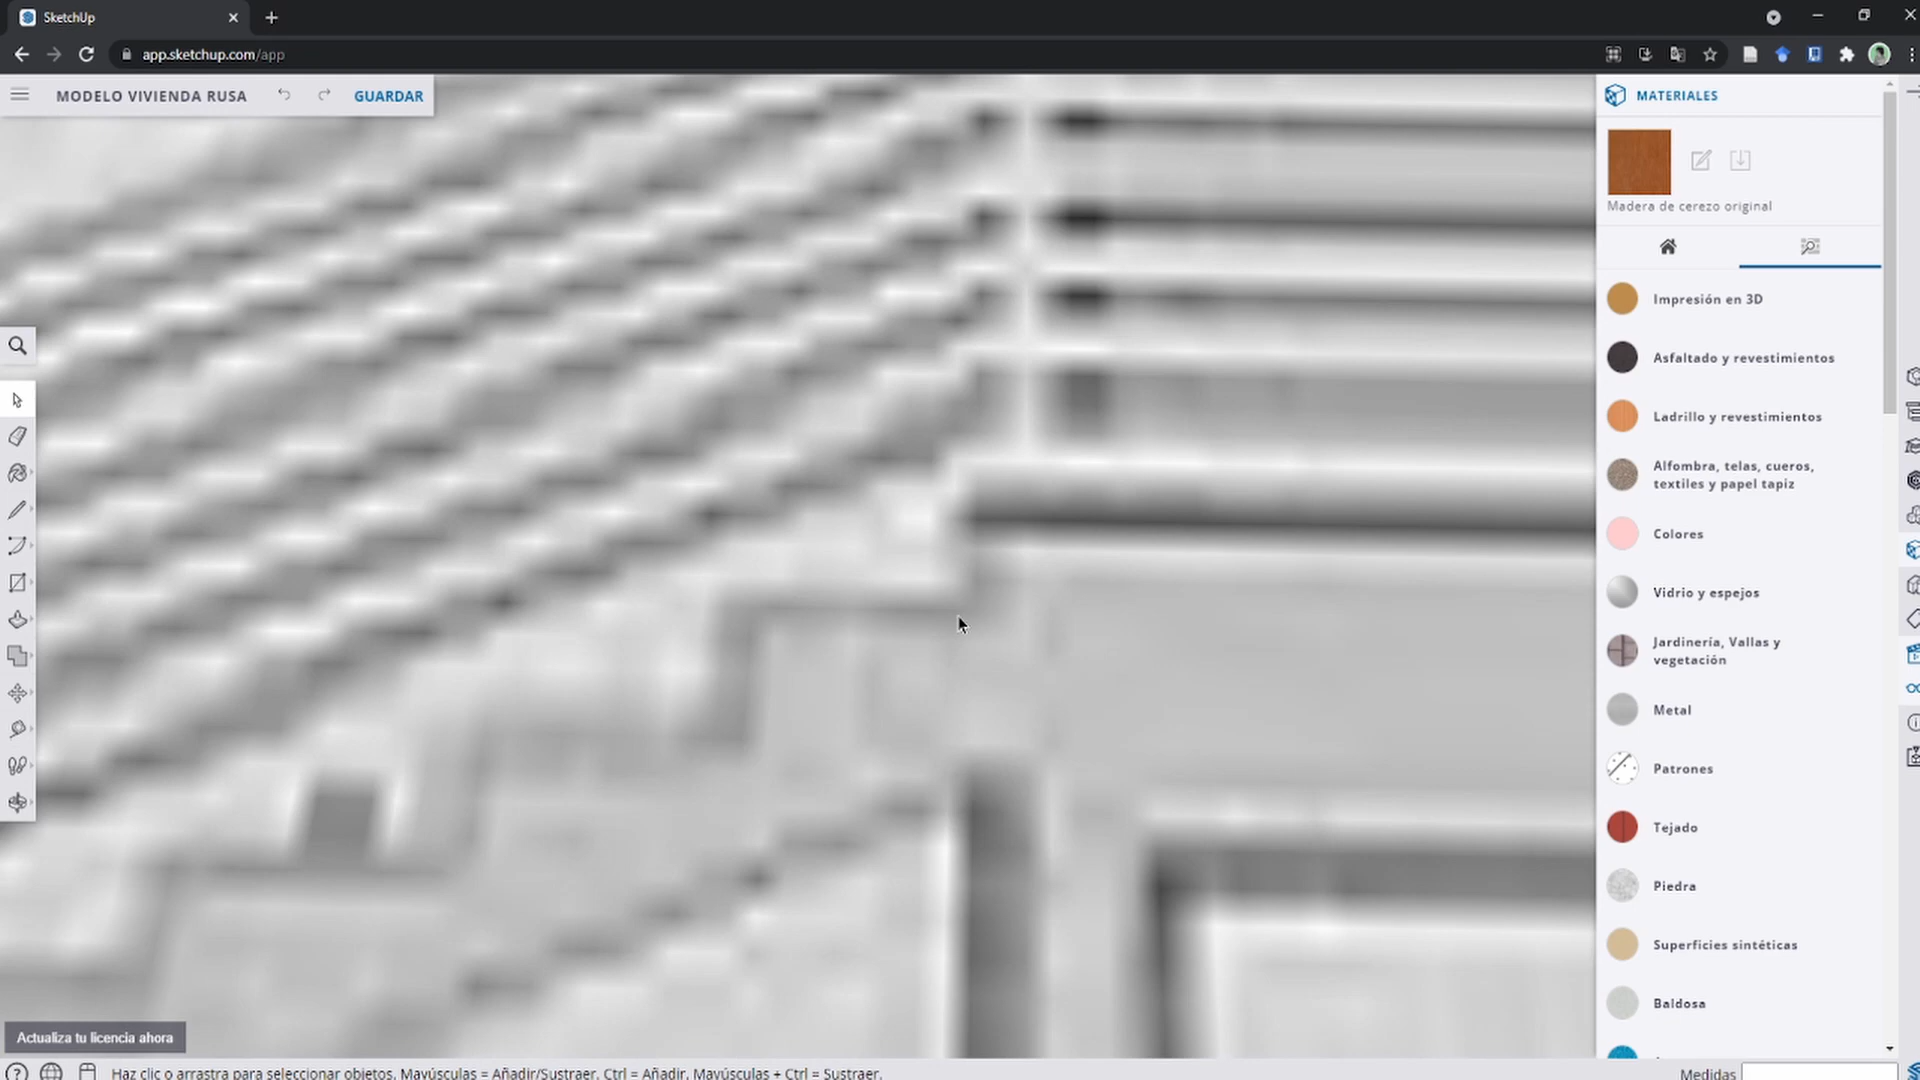 SketchUp
app.sketchup.com/app
MODELO VIVIENDA RUSA
GUARDAR
MATERIALES
Madera de cerezo original
Impresión en 3D
Asfaltado y revestimientos
Ladrillo y revestimientos
Alfombra, telas, cueros,
textiles y papel tapiz
Colores
Vidrio y espejos
Jardinería, Vallas y
vegetación
Metal
Patrones
Tejado
Piedra
Superficies sintéticas
Baldosa
Actualiza tu licencia ahora
Haz clic o arrastra para seleccionar objetos. Mayúsculas = Añadir/Sustraer. Ctrl = Añadir. Mayúsculas + Ctrl = Sustraer.
Medidas